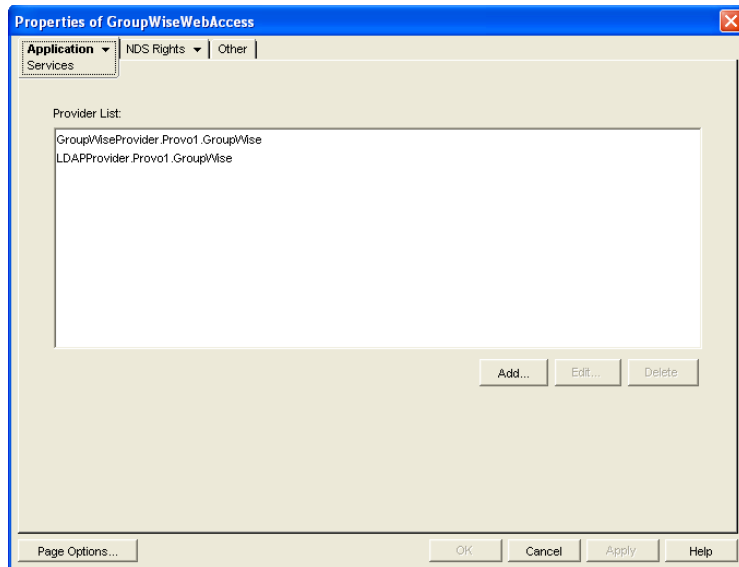 Properties of GroupWiseWebAccess
Application NDS Rights Other
Services
Provider List:
GroupWiseProvider.Provo1.GroupWise
LDAPProvider.Provo1.GroupWise
Add... Edit... Delete
Page Options... OK Cancel Apply Help